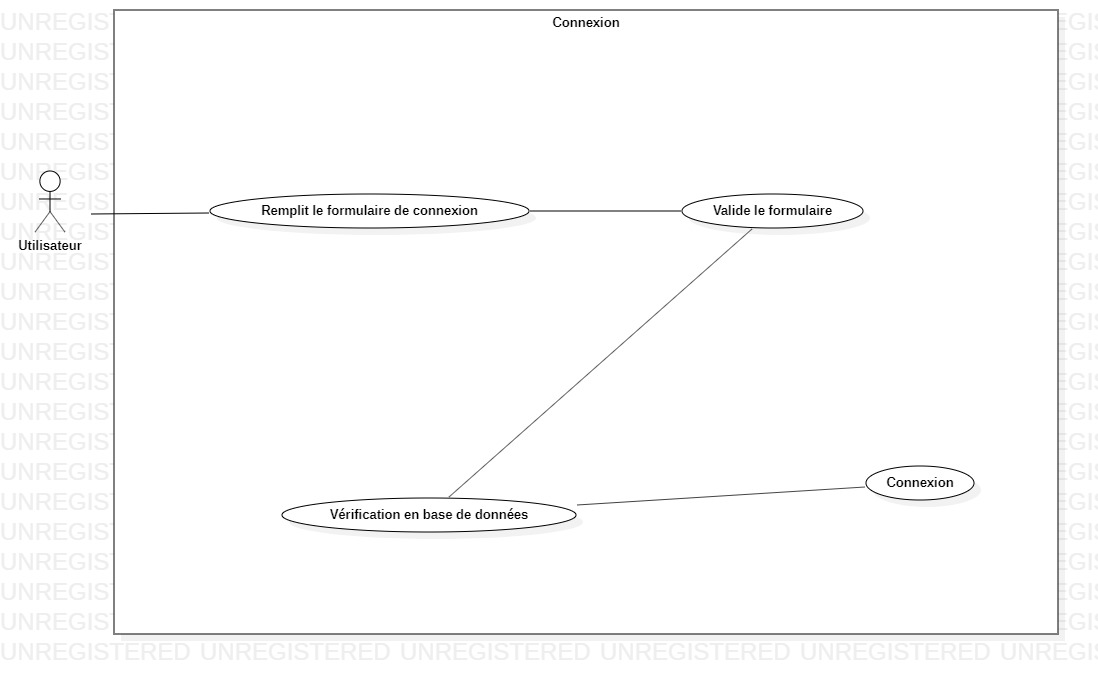 Connexion
Utilisateur
Remplit le formulaire de connexion
Valide le formulaire
Vérification en base de données
Connexion
UNREGISTERED UNREGISTERED UNREGISTERED UNREGISTERED UNREGISTERED